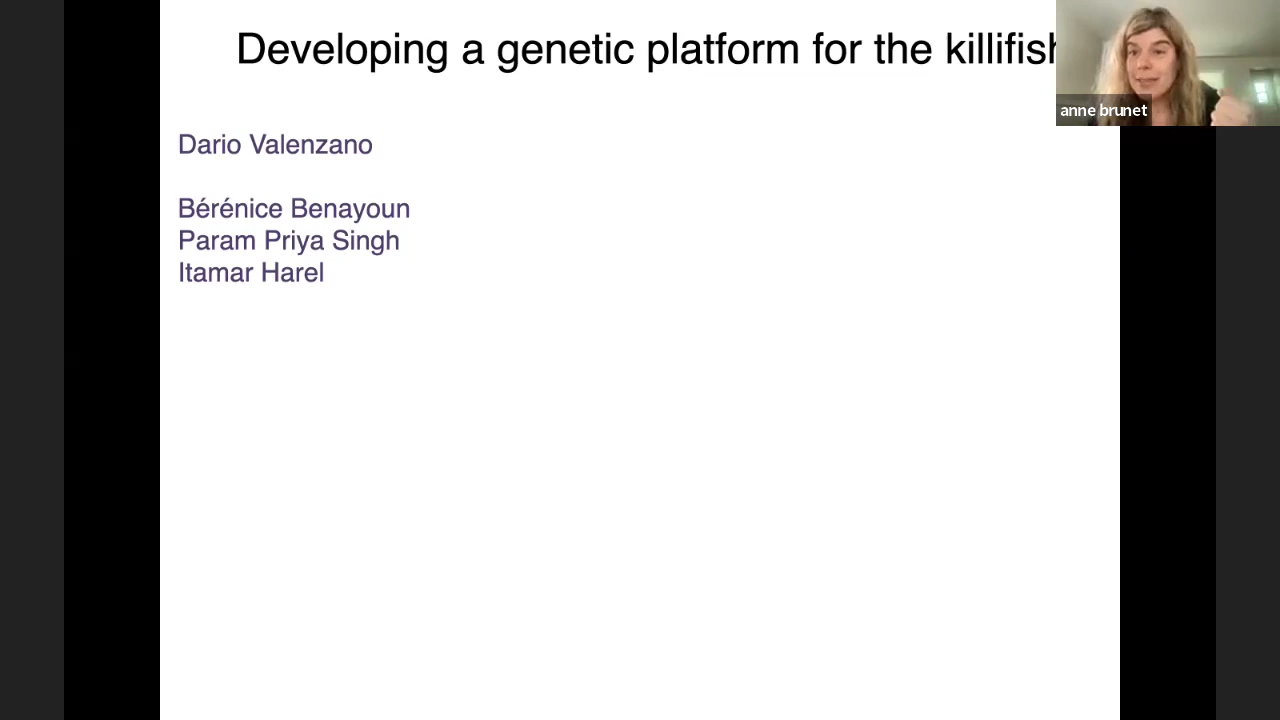 Developing a genetic platform for the killifish
anne brunet
Dario Valenzano
Bérénice Benayoun
Param Priya Singh
Itamar Harel